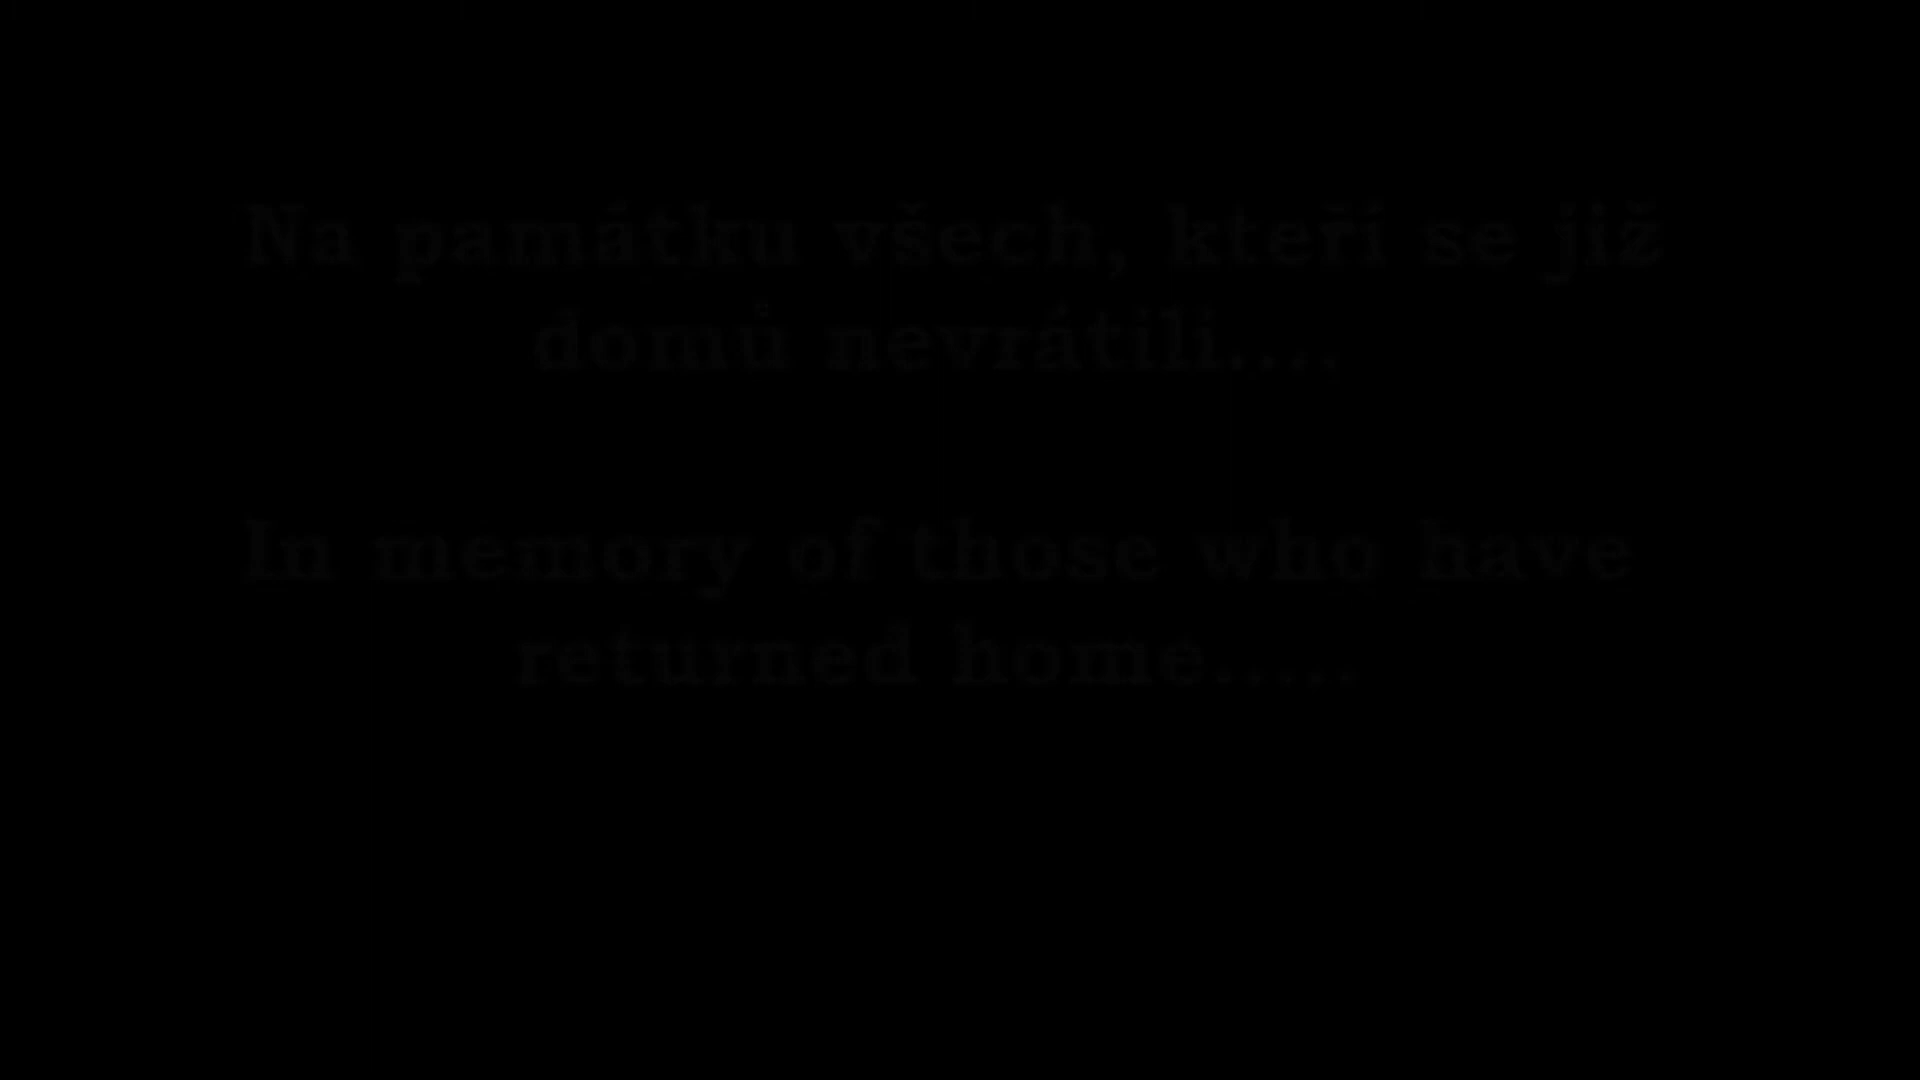 Na památku všech, kteří se již
domů nevrátili....
In memory of those who have
returned home.....